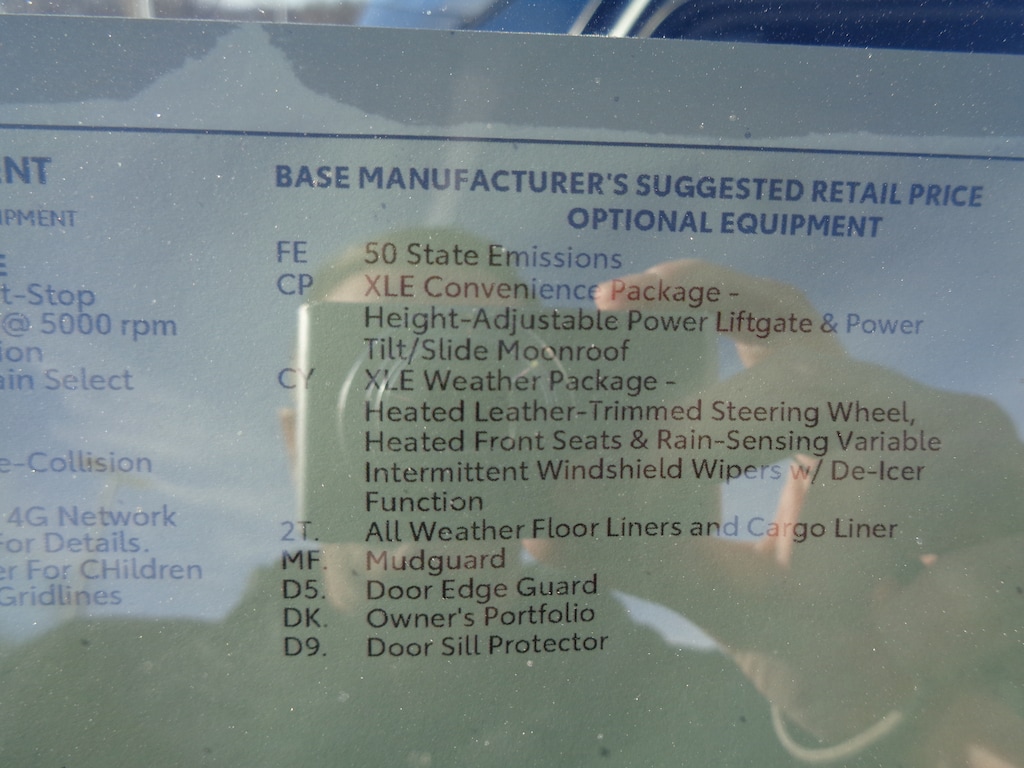 NT
IPMENT
E
t-Stop
@ 5000 rpm
ion
ain Select
e-Collision
4G Network
For Details.
er For CHildren
Gridlines
BASE MANUFACTURER'S SUGGESTED RETAIL PRICE
OPTIONAL EQUIPMENT
FE 50 State Emissions
CP XLE Convenience Package -
Height-Adjustable Power Liftgate & Power
Tilt/Slide Moonroof
CY XLE Weather Package -
Heated Leather-Trimmed Steering Wheel,
Heated Front Seats & Rain-Sensing Variable
Intermittent Windshield Wipers w/ De-Icer
Function
2T. All Weather Floor Liners and Cargo Liner
MF. Mudguard
D5. Door Edge Guard
DK. Owner's Portfolio
D9. Door Sill Protector